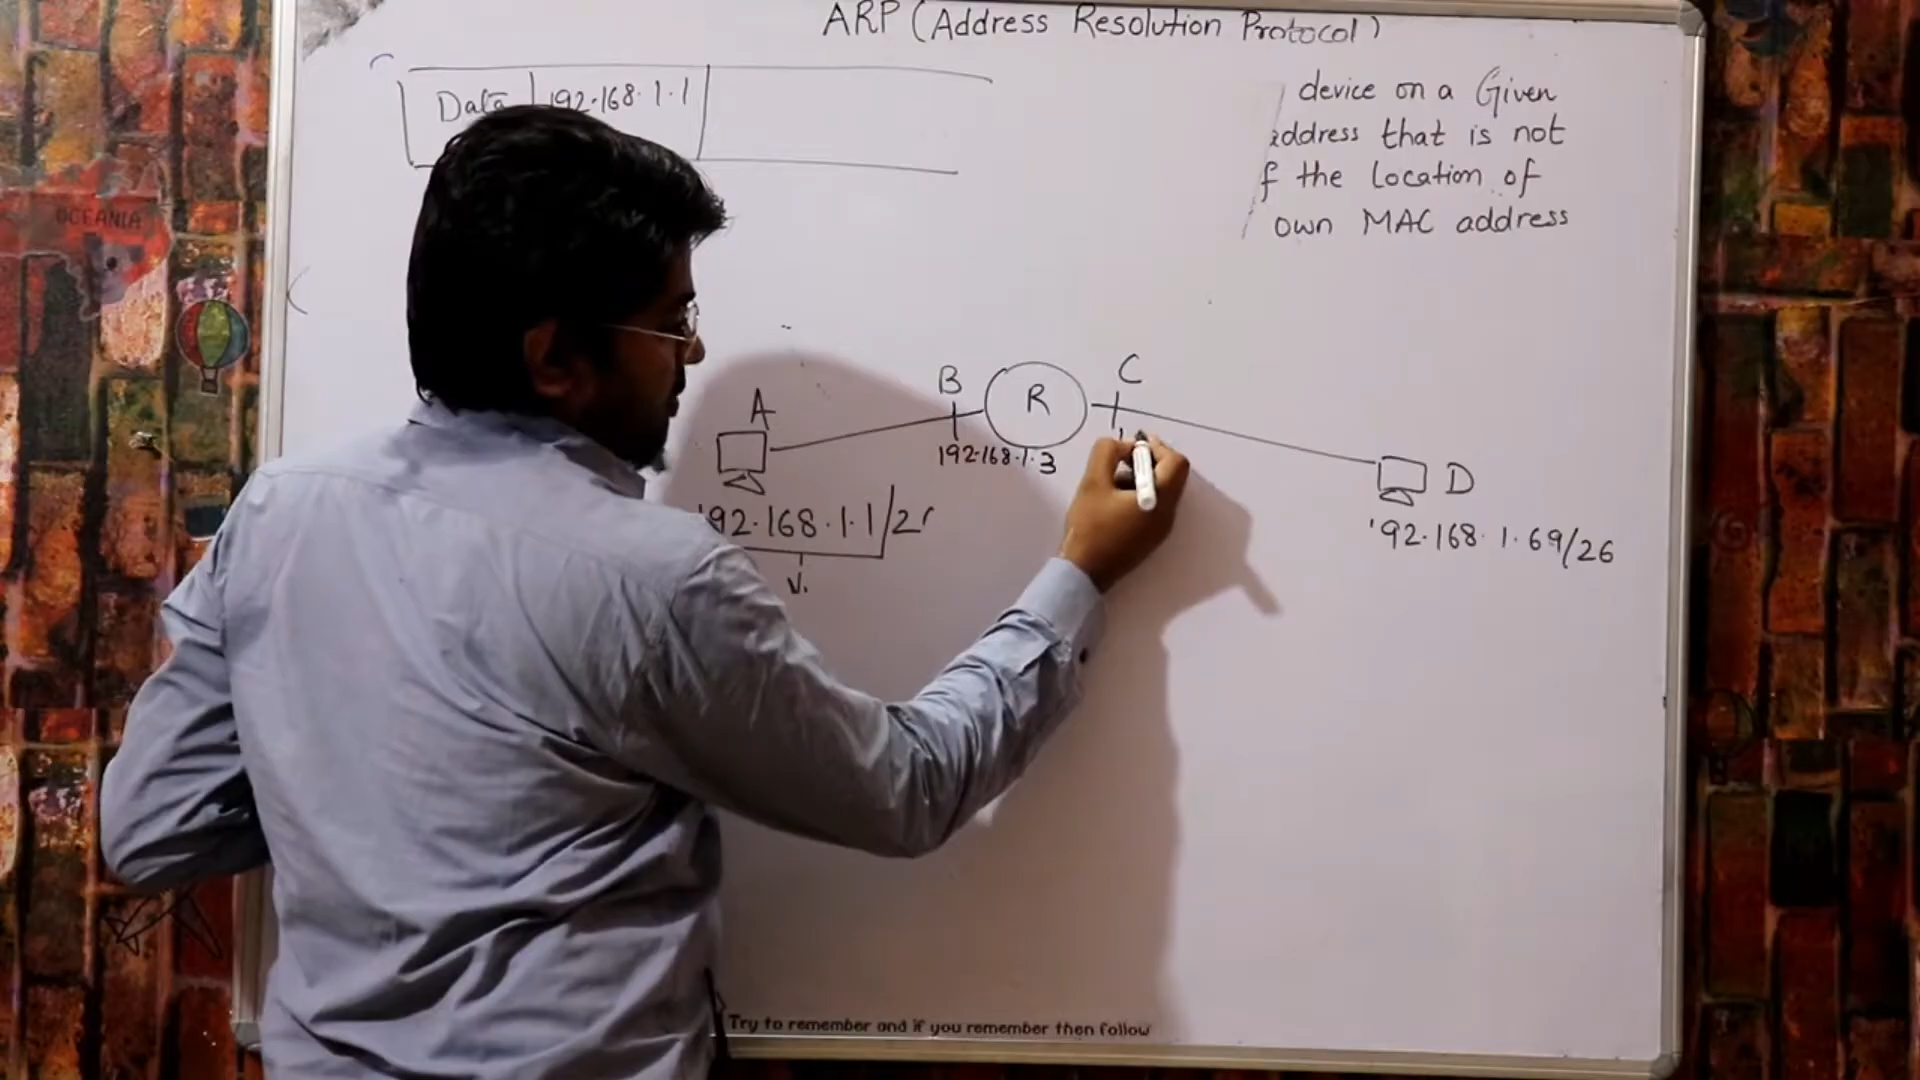 ARP (Address Resolution Protocol)
Data 192.168.1.1
device on a Given
address that is not
f the Location of
own MAC address
OCEANIA
A
B
R
C
D
192.168.1.3
192.168.1.1/2
192.168.1.69/26
Try to remember and if you remember then follow